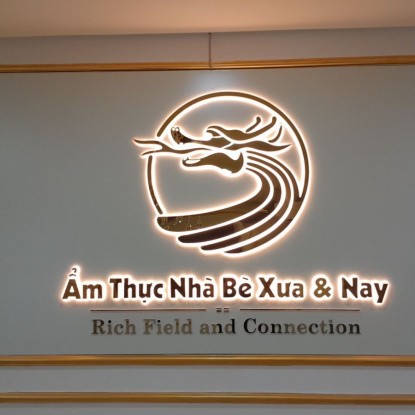 Ẩm Thực Nhà Bè Xưa & Nay
Rich Field and Connection